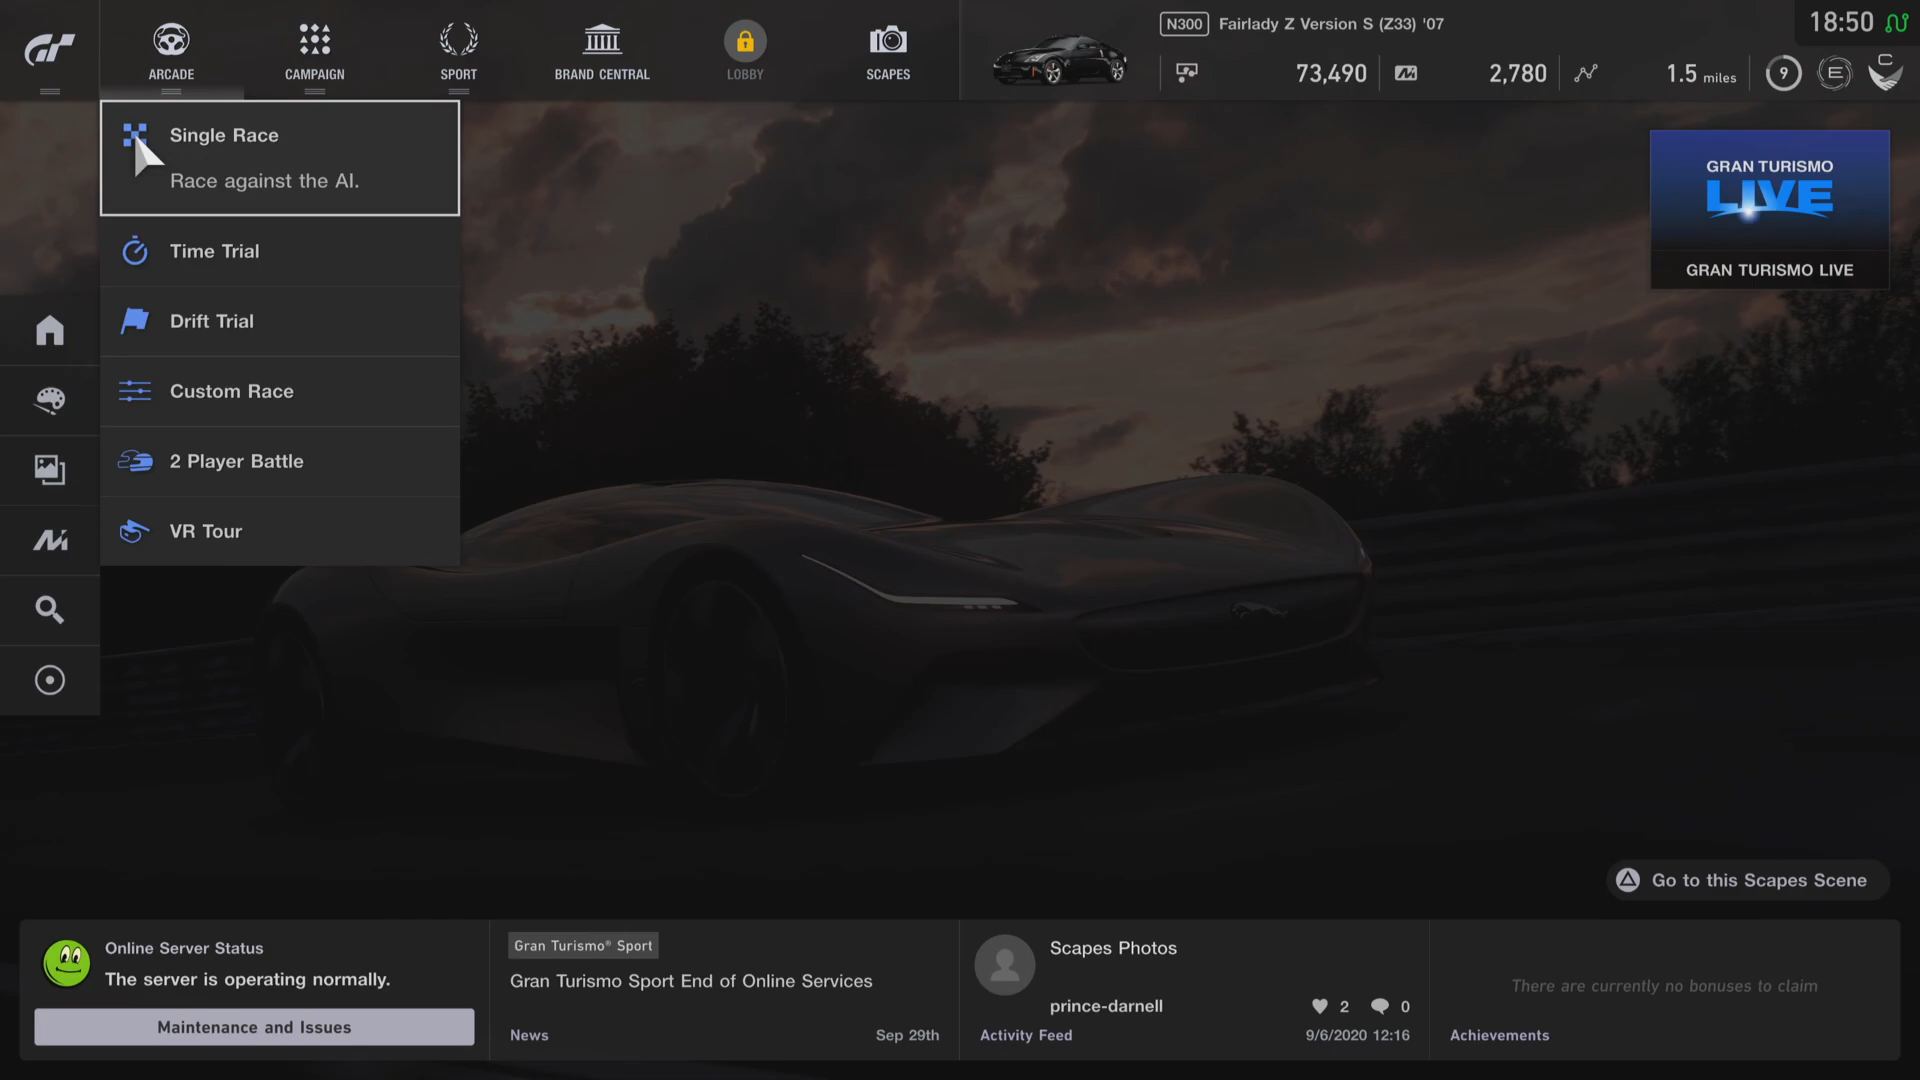 ARCADE
CAMPAIGN
SPORT
BRAND CENTRAL
LOBBY
SCAPES
N300 Fairlady Z Version S (Z33) '07
73,490
2,780
1.5 miles
9
E
C
18:50
Single Race
Race against the AI.
Time Trial
Drift Trial
Custom Race
2 Player Battle
VR Tour
GRAN TURISMO
LIVE
GRAN TURISMO LIVE
Go to this Scapes Scene
Online Server Status
The server is operating normally.
Maintenance and Issues
Gran Turismo® Sport
Gran Turismo Sport End of Online Services
News
Sep 29th
Scapes Photos
prince-darnell
2
0
Activity Feed
9/6/2020 12:16
There are currently no bonuses to claim
Achievements